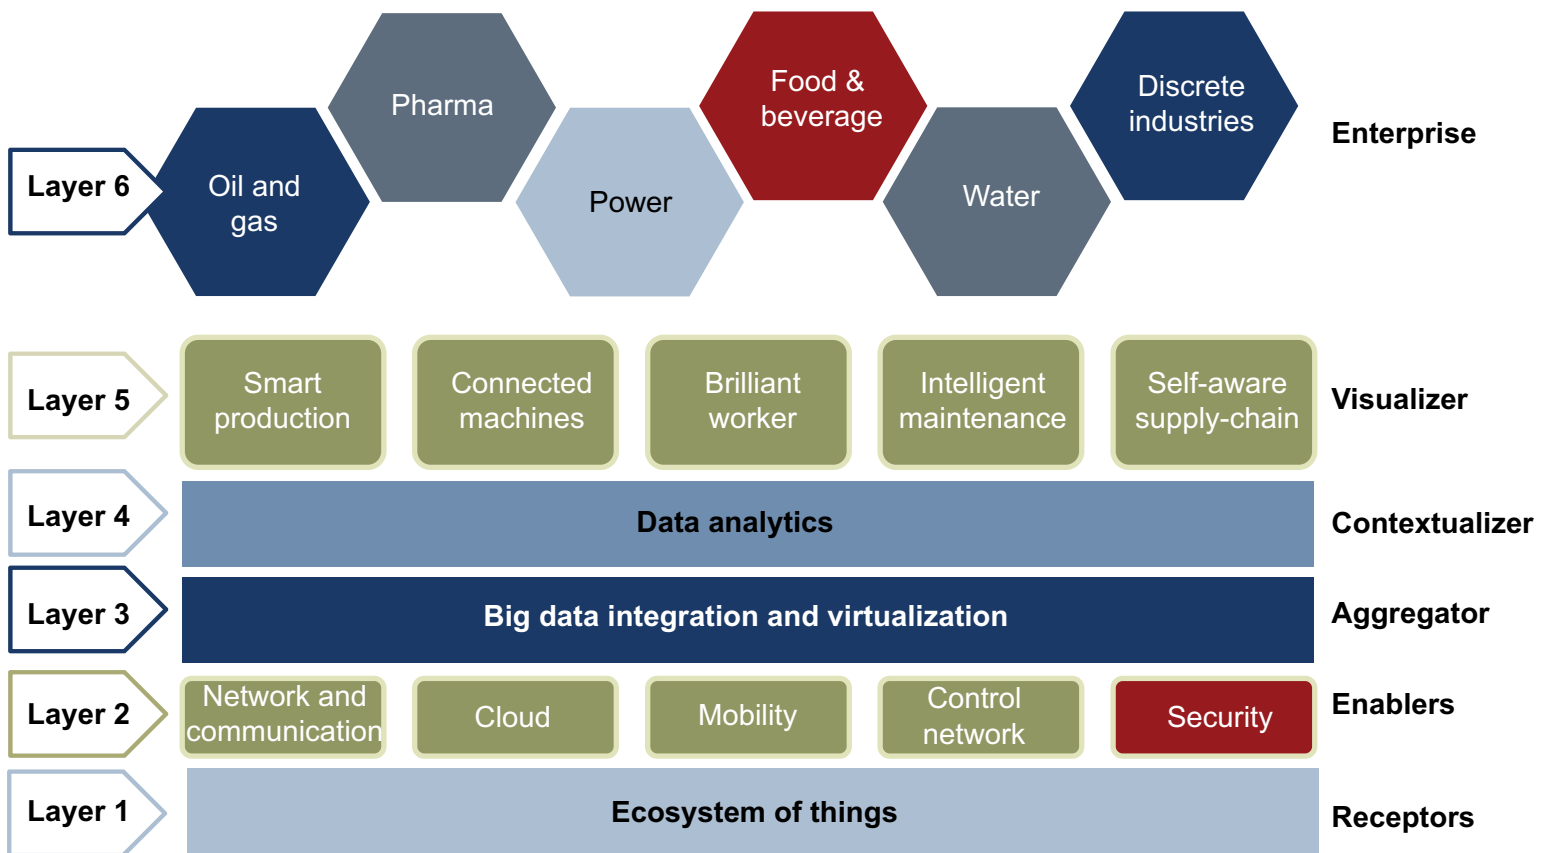 Layer 6
Oil and
gas
Pharma
Power
Food &
beverage
Water
Discrete
industries
Enterprise
Layer 5
Smart
production
Connected
machines
Brilliant
worker
Intelligent
maintenance
Self-aware
supply-chain
Visualizer
Layer 4
Data analytics
Contextualizer
Layer 3
Big data integration and virtualization
Aggregator
Layer 2
Network and
communication
Cloud
Mobility
Control
network
Security
Enablers
Layer 1
Ecosystem of things
Receptors